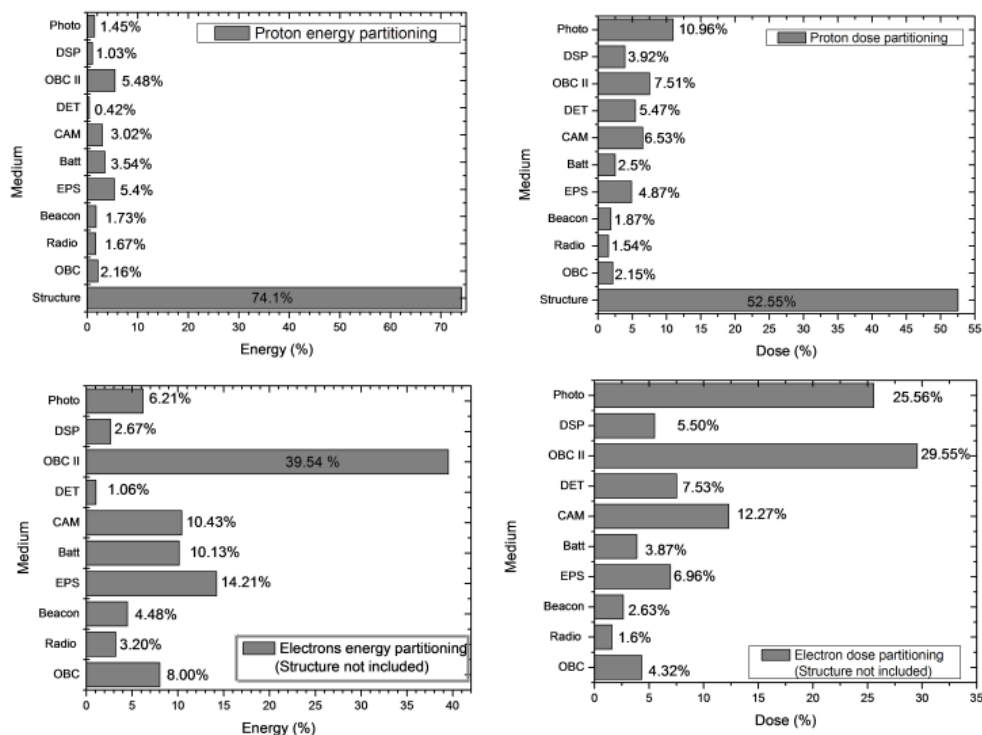 Proton energy partitioning
Medium
Photo 1.45%
DSP 1.03%
OBC II 5.48%
DET 0.42%
CAM 3.02%
Batt 3.54%
EPS 5.4%
Beacon 1.73%
Radio 1.67%
OBC 2.16%
Structure 74.1%
0 10 20 30 40 50 60 70
Energy (%)
Proton dose partitioning
Medium
Photo 10.96%
DSP 3.92%
OBC II 7.51%
DET 5.47%
CAM 6.53%
Batt 2.5%
EPS 4.87%
Beacon 1.87%
Radio 1.54%
OBC 2.15%
Structure 52.55%
0 5 10 15 20 25 30 35 40 45 50 55
Dose (%)
Medium
Photo 6.21%
DSP 2.67%
OBC II 39.54 %
DET 1.06%
CAM 10.43%
Batt 10.13%
EPS 14.21%
Beacon 4.48%
Radio 3.20%
OBC 8.00%
Electrons energy partitioning
(Structure not included)
0 5 10 15 20 25 30 35 40
Energy (%)
Medium
Photo 25.56%
DSP 5.50%
OBC II 29.55%
DET 7.53%
CAM 12.27%
Batt 3.87%
EPS 6.96%
Beacon 2.63%
Radio 1.6%
OBC 4.32%
Electron dose partitioning
(Structure not included)
0 5 10 15 20 25 30 35
Dose (%)